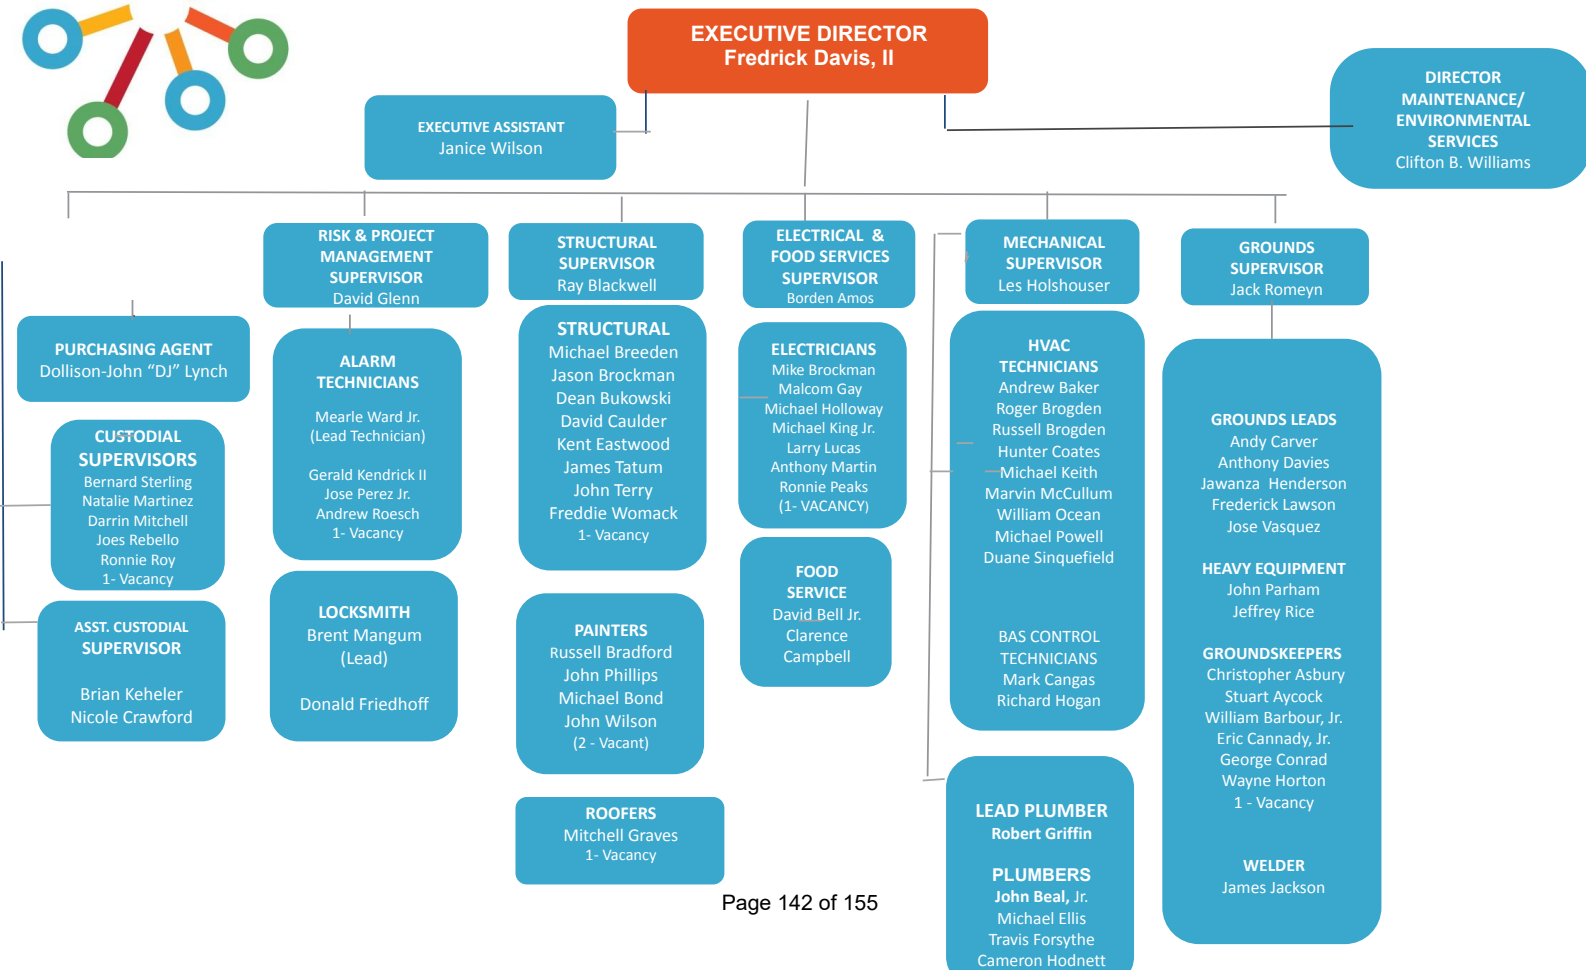 EXECUTIVE DIRECTOR
Fredrick Davis, II
DIRECTOR
MAINTENANCE/
ENVIRONMENTAL
SERVICES
Clifton B. Williams
EXECUTIVE ASSISTANT
Janice Wilson
PURCHASING AGENT
Dollison-John “DJ” Lynch
CUSTODIAL
SUPERVISORS
Bernard Sterling
Natalie Martinez
Darrin Mitchell
Joes Rebello
Ronnie Roy
1- Vacancy
ASST. CUSTODIAL
SUPERVISOR
Brian Keheler
Nicole Crawford
RISK & PROJECT
MANAGEMENT
SUPERVISOR
David Glenn
ALARM
TECHNICIANS
Mearle Ward Jr.
(Lead Technician)
Gerald Kendrick II
Jose Perez Jr.
Andrew Roesch
1- Vacancy
LOCKSMITH
Brent Mangum
(Lead)
Donald Friedhoff
STRUCTURAL
SUPERVISOR
Ray Blackwell
STRUCTURAL
Michael Breeden
Jason Brockman
Dean Bukowski
David Caulder
Kent Eastwood
James Tatum
John Terry
Freddie Womack
1- Vacancy
PAINTERS
Russell Bradford
John Phillips
Michael Bond
John Wilson
(2 - Vacant)
ROOFERS
Mitchell Graves
1- Vacancy
ELECTRICAL &
FOOD SERVICES
SUPERVISOR
Borden Amos
ELECTRICIANS
Mike Brockman
Malcom Gay
Michael Holloway
Michael King Jr.
Larry Lucas
Anthony Martin
Ronnie Peaks
(1- VACANCY)
FOOD
SERVICE
David Bell Jr.
Clarence
Campbell
MECHANICAL
SUPERVISOR
Les Holshouser
HVAC
TECHNICIANS
Andrew Baker
Roger Brogden
Russell Brogden
Hunter Coates
Michael Keith
Marvin McCullum
William Ocean
Michael Powell
Duane Sinquefield
BAS CONTROL
TECHNICIANS
Mark Cangas
Richard Hogan
LEAD PLUMBER
Robert Griffin
PLUMBERS
John Beal, Jr.
Michael Ellis
Travis Forsythe
Cameron Hodnett
GROUNDS
SUPERVISOR
Jack Romeyn
GROUNDS LEADS
Andy Carver
Anthony Davies
Jawanza Henderson
Frederick Lawson
Jose Vasquez
HEAVY EQUIPMENT
John Parham
Jeffrey Rice
GROUNDSKEEPERS
Christopher Asbury
Stuart Aycock
William Barbour, Jr.
Eric Cannady, Jr.
George Conrad
Wayne Horton
1 - Vacancy
WELDER
James Jackson
Page 142 of 155